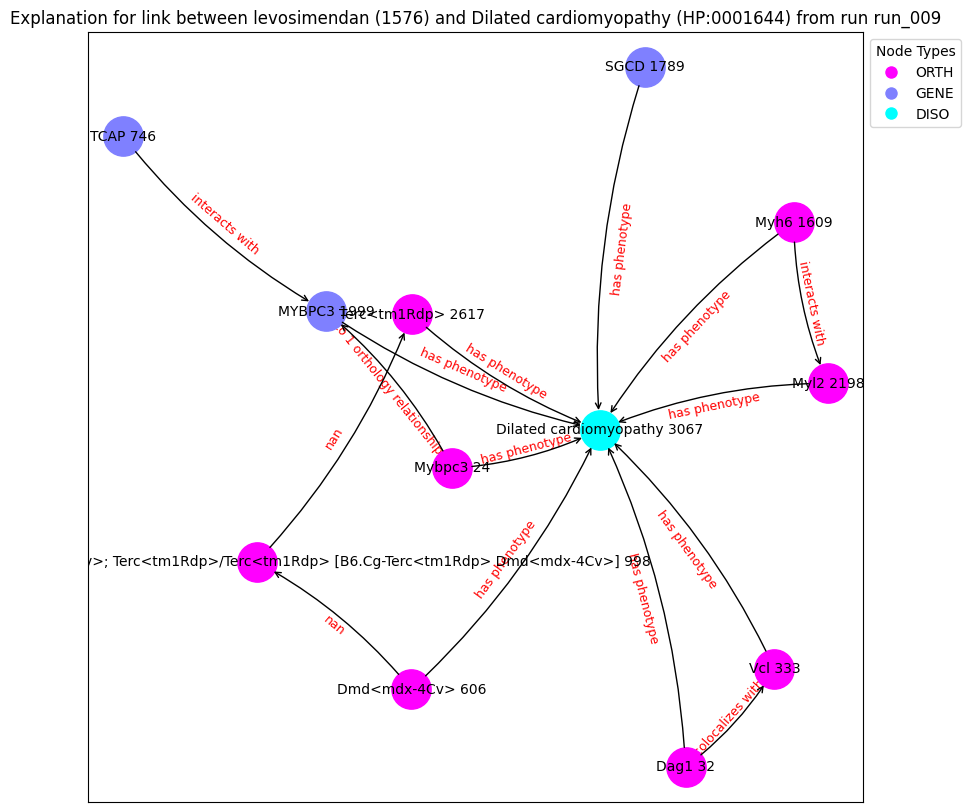 Explanation for link between levosimendan (1576) and Dilated cardiomyopathy (HP:0001644) from run run_009
Node Types
ORTH
GENE
DISO
SGCD 1789
TCAP 746
interacts with
has phenotype
Myh6 1609
interacts with
MYBPC3 1999
Terc<tm1Rdp> 2617
has phenotype
has phenotype
has phenotype
Myl2 2198
has phenotype
1 orthology relationship
Dilated cardiomyopathy 3067
nan
Mybpc3 24
has phenotype
has phenotype
has phenotype
has phenotype
>; Terc<tm1Rdp>/Terc<tm1Rdp> [B6.Cg-Terc<tm1Rdp> Dmd<mdx-4Cv>] 998
nan
Dmd<mdx-4Cv> 606
Vcl 333
colocalizes with
Dag1 32